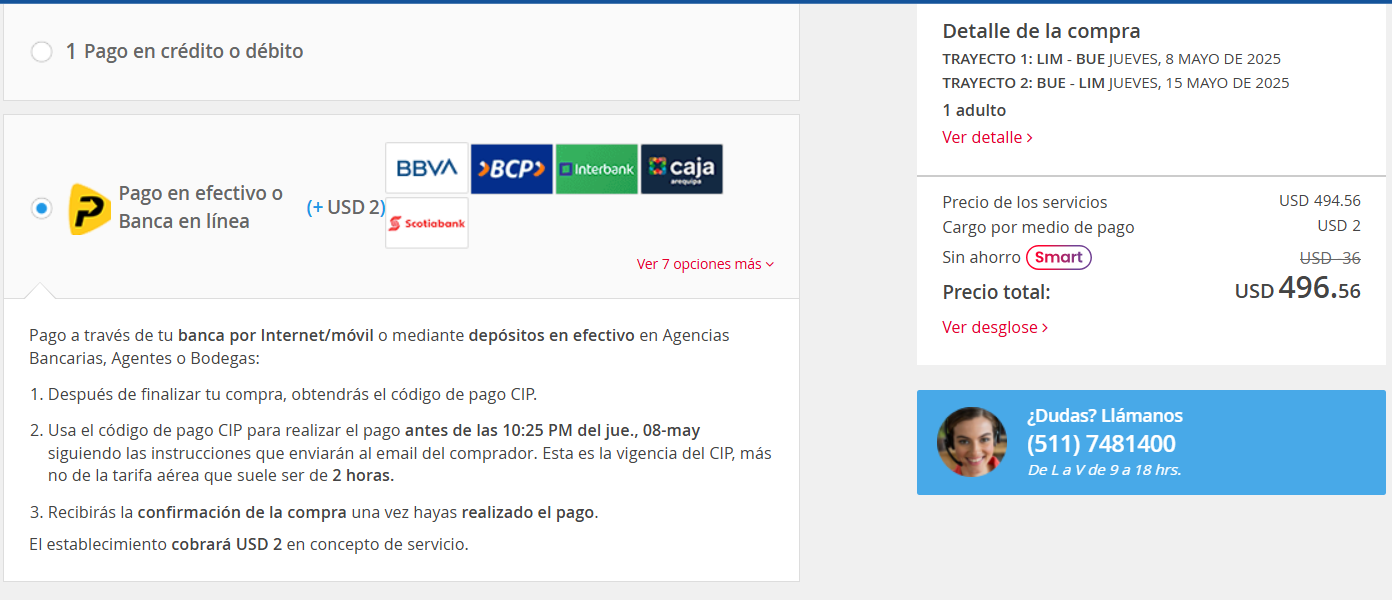 1 Pago en crédito o débito
Pago en efectivo o
Banca en línea
(+ USD 2)
BBVA
BCP
Interbank
caja
arequipa
Scotiabank
Ver 7 opciones más
Pago a través de tu banca por Internet/móvil o mediante depósitos en efectivo en Agencias
Bancarias, Agentes o Bodegas:
1. Después de finalizar tu compra, obtendrás el código de pago CIP.
2. Usa el código de pago CIP para realizar el pago antes de las 10:25 PM del jue., 08-may
siguiendo las instrucciones que enviarán al email del comprador. Esta es la vigencia del CIP, más
no de la tarifa aérea que suele ser de 2 horas.
3. Recibirás la confirmación de la compra una vez hayas realizado el pago.
El establecimiento cobrará USD 2 en concepto de servicio.
Detalle de la compra
TRAYECTO 1: LIM - BUE JUEVES, 8 MAYO DE 2025
TRAYECTO 2: BUE - LIM JUEVES, 15 MAYO DE 2025
1 adulto
Ver detalle
Precio de los servicios USD 494.56
Cargo por medio de pago USD 2
Sin ahorro Smart USD 36
Precio total: USD 496.56
Ver desglose
¿Dudas? Llámanos
(511) 7481400
De L a V de 9 a 18 hrs.